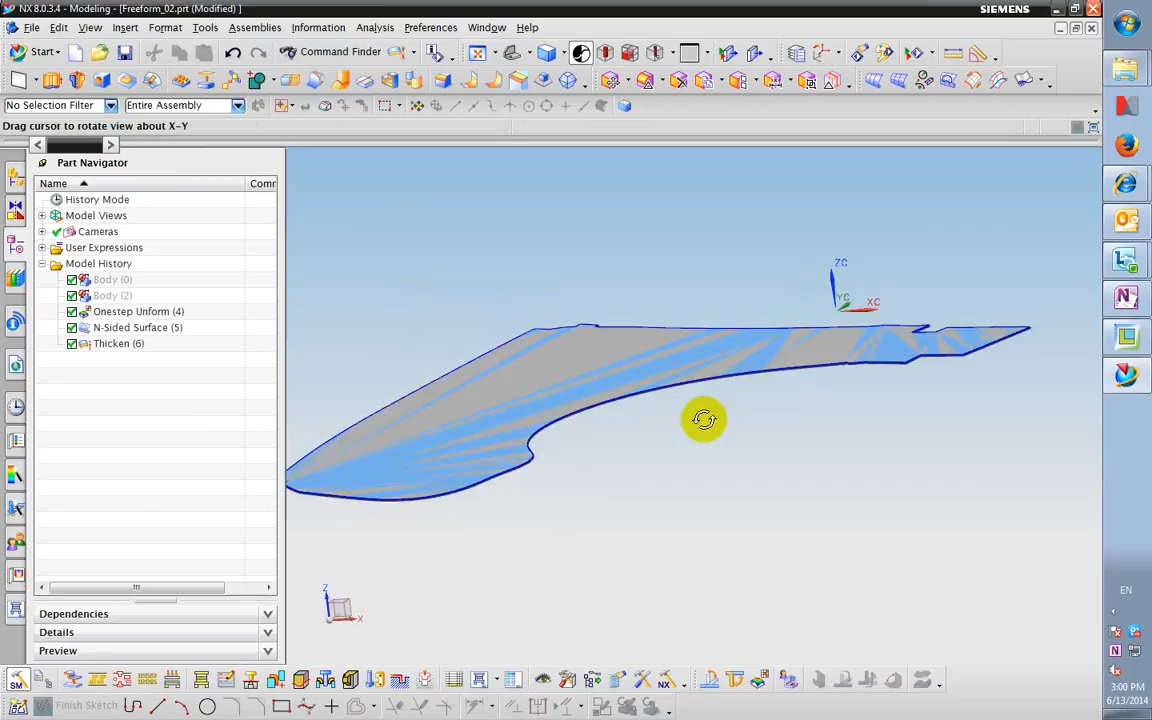 NX 8.0.3.4 - Modeling - [Freeform_02.prt (Modified) ]
SIEMENS
File Edit View Insert Format Tools Assemblies Information Analysis Preferences Window Help
Start
Command Finder
No Selection Filter
Entire Assembly
Drag cursor to rotate view about X-Y
Part Navigator
Name
Comr
History Mode
Model Views
Cameras
User Expressions
Model History
Body (0)
Body (2)
Onestep Unform (4)
N-Sided Surface (5)
Thicken (6)
ZC
YC
XC
Z
X
Dependencies
Details
Preview
SM
NX
Finish Sketch
EN
3:00 PM
6/13/2014